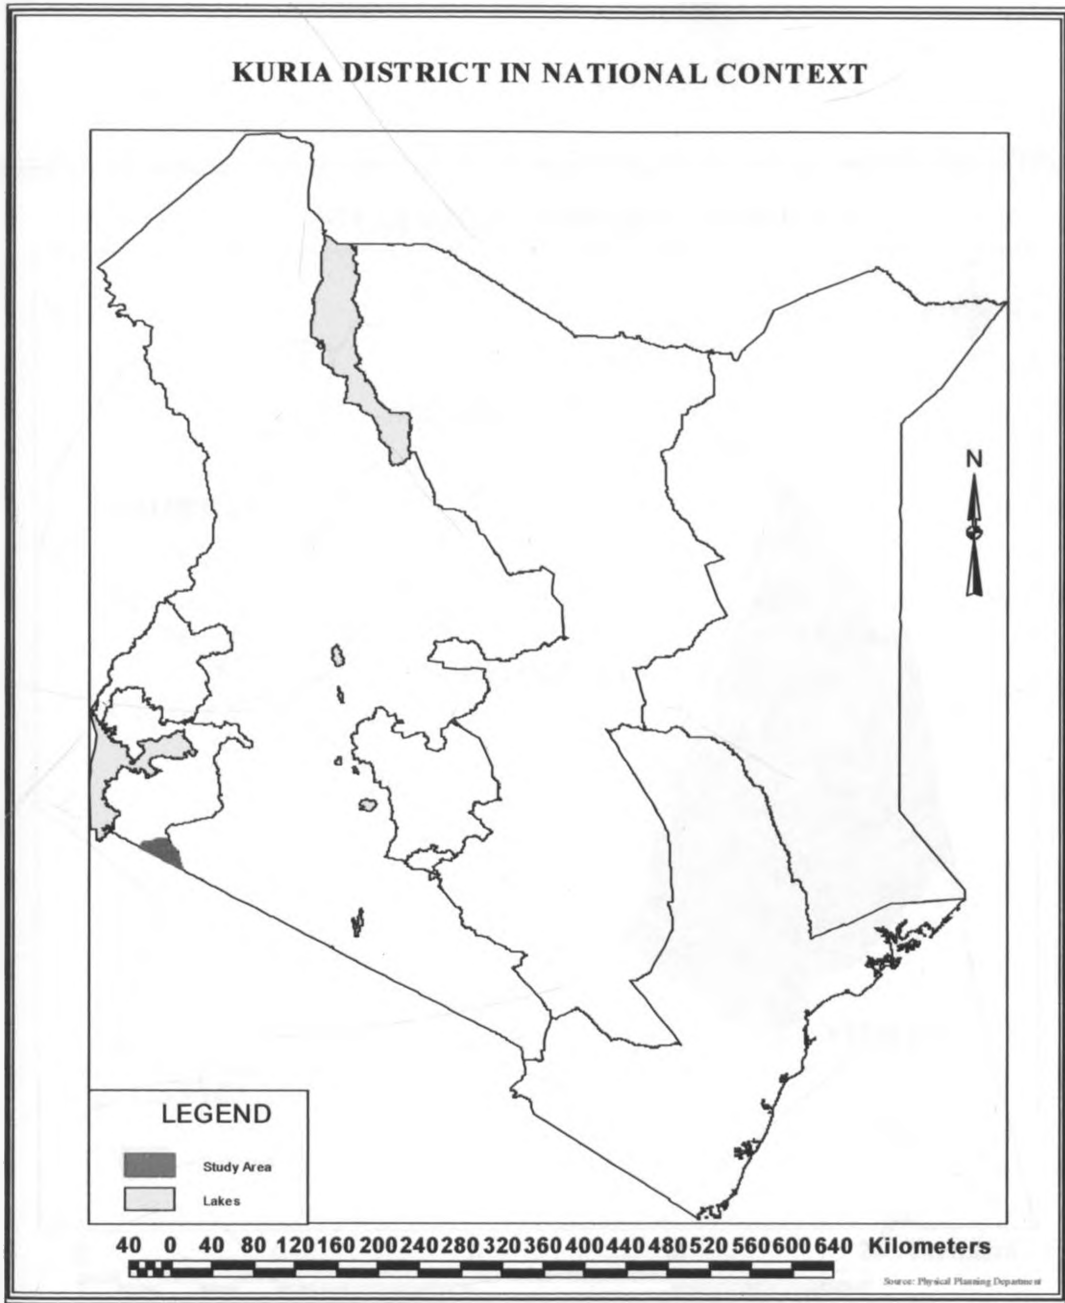 KURIA DISTRICT IN NATIONAL CONTEXT
N
LEGEND
Study Area
Lakes
40 0 40 80 120 160 200 240 280 320 360 400 440 480 520 560 600 640 Kilometers
Source: Physical Planning Department